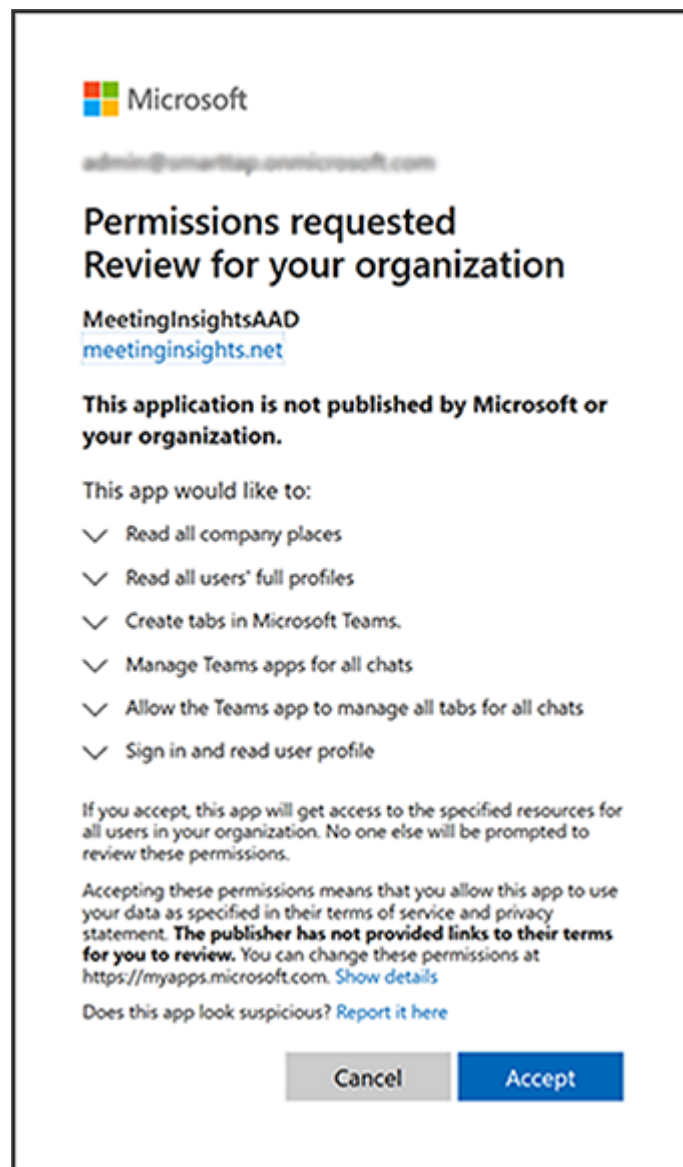 Microsoft
admin@smarttap.onmicrosoft.com
Permissions requested
Review for your organization
MeetingInsightsAAD
meetinginsights.net
This application is not published by Microsoft or
your organization.
This app would like to:
Read all company places
Read all users' full profiles
Create tabs in Microsoft Teams.
Manage Teams apps for all chats
Allow the Teams app to manage all tabs for all chats
Sign in and read user profile
If you accept, this app will get access to the specified resources for
all users in your organization. No one else will be prompted to
review these permissions.
Accepting these permissions means that you allow this app to use
your data as specified in their terms of service and privacy
statement. The publisher has not provided links to their terms
for you to review. You can change these permissions at
https://myapps.microsoft.com. Show details
Does this app look suspicious? Report it here
Cancel Accept